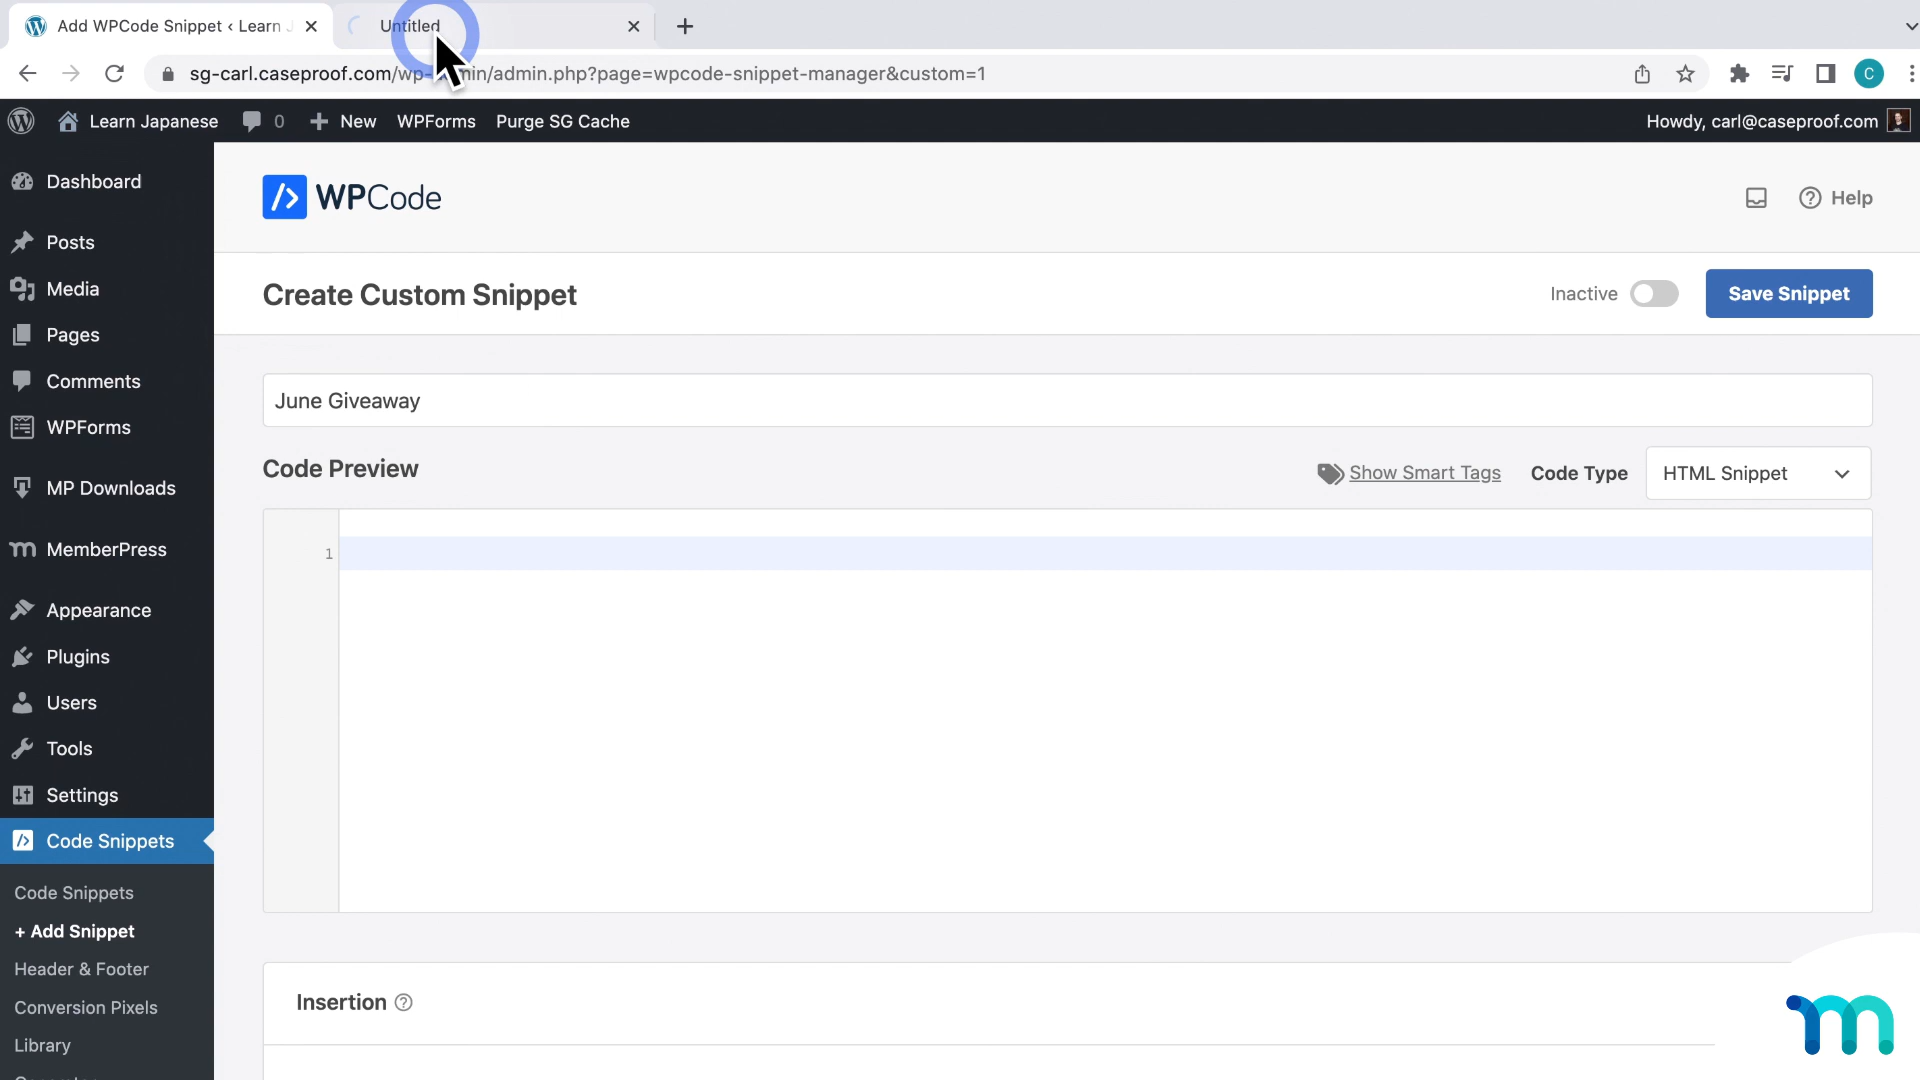 Add WPCode Snippet ‹ Learn J
Untitled
sg-carl.caseproof.com/wp-admin/admin.php?page=wpcode-snippet-manager&custom=1
C
Learn Japanese
0
New
WPForms
Purge SG Cache
Howdy, carl@caseproof.com
Dashboard
Posts
Media
Pages
Comments
WPForms
MP Downloads
MemberPress
Appearance
Plugins
Users
Tools
Settings
Code Snippets
Code Snippets
+ Add Snippet
Header & Footer
Conversion Pixels
Library
WPCode
Help
Create Custom Snippet
Inactive
Save Snippet
June Giveaway
Code Preview
Show Smart Tags
Code Type
HTML Snippet
1
Insertion